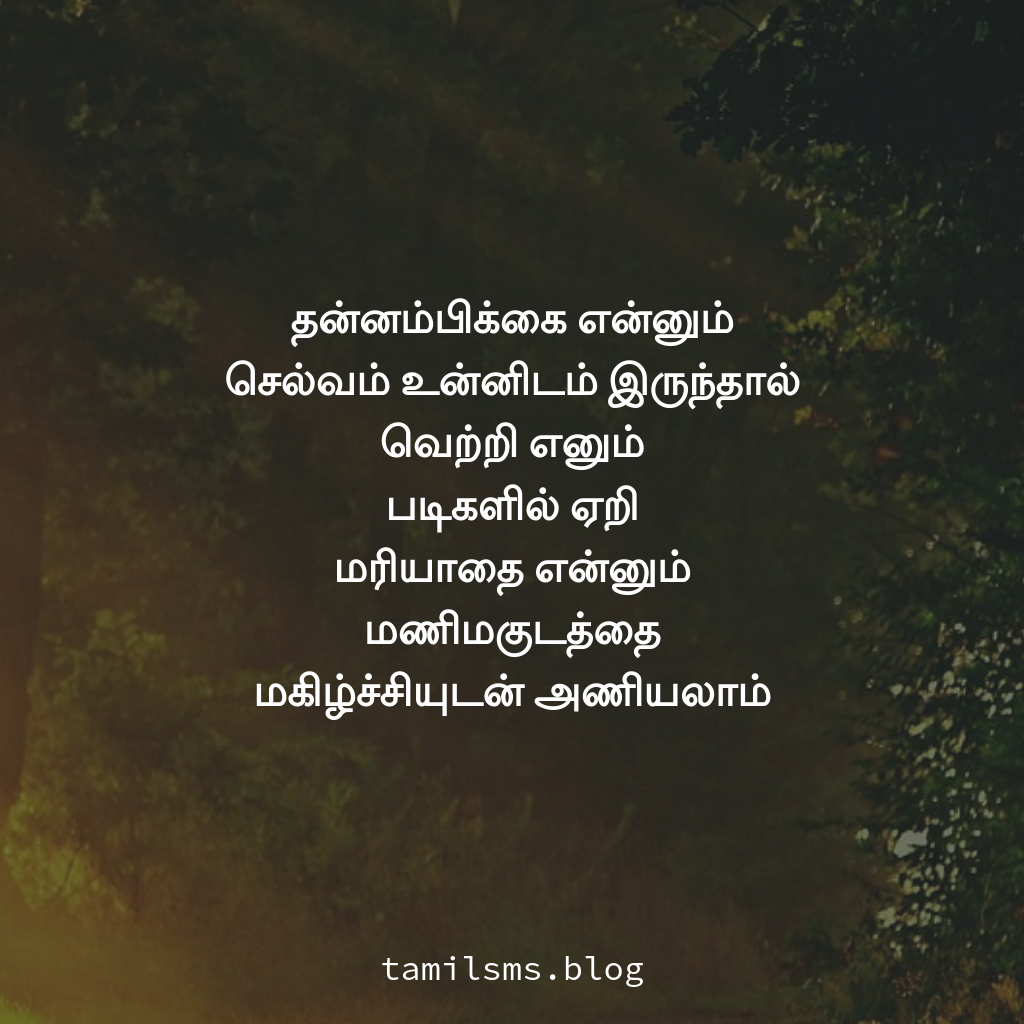 தன்னம்பிக்கை என்னும்
செல்வம் உன்னிடம் இருந்தால்
வெற்றி எனும்
படிகளில் ஏறி
மரியாதை என்னும்
மணிமகுடத்தை
மகிழ்ச்சியுடன் அணியலாம்
tamilsms.blog